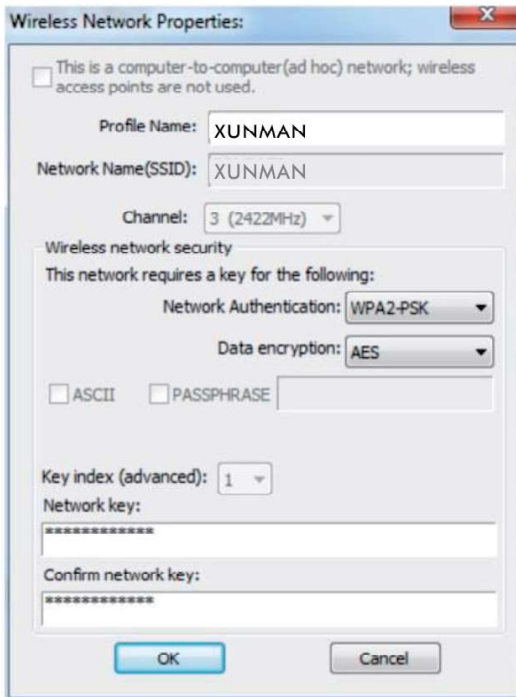 Wireless Network Properties:
This is a computer-to-computer(ad hoc) network; wireless
access points are not used.
Profile Name: XUNMAN
Network Name(SSID): XUNMAN
Channel: 3 (2422MHz)
Wireless network security
This network requires a key for the following:
Network Authentication: WPA2-PSK
Data encryption: AES
ASCII PASSPHRASE
Key index (advanced): 1
Network key:
************
Confirm network key:
************
OK Cancel